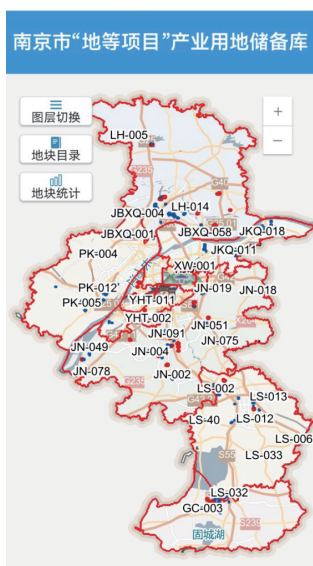 南京市“地等项目”产业用地储备库
图层切换
地块目录
地块统计
+
−
LH-005
G40
LH-014
JBXQ-004
JBXQ-001
JBXQ-058
JKQ-018
PK-004
JKQ-011
XW-001
PK-012
YHT-011
JN-019
JN-018
PK-005
YHT-002
JN-051
JN-091
JN-075
JN-049
JN-004
JN-078
JN-002
LS-002
LS-013
LS-40
LS-012
LS-006
S55
LS-033
LS-032
GC-003
S239
固城湖